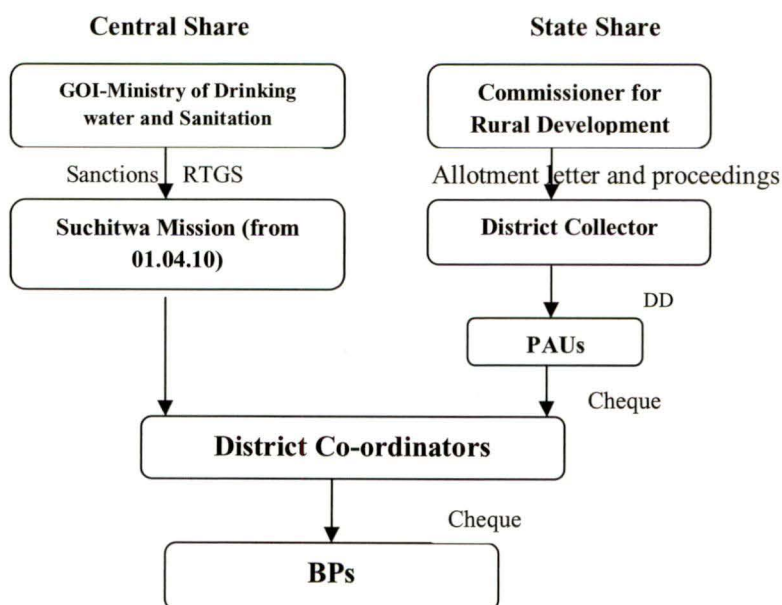 Central Share
State Share
GOI-Ministry of Drinking
water and Sanitation
Commissioner for
Rural Development
Sanctions RTGS
Allotment letter and proceedings
Suchitwa Mission (from
01.04.10)
District Collector
DD
PAUs
Cheque
District Co-ordinators
Cheque
BPs